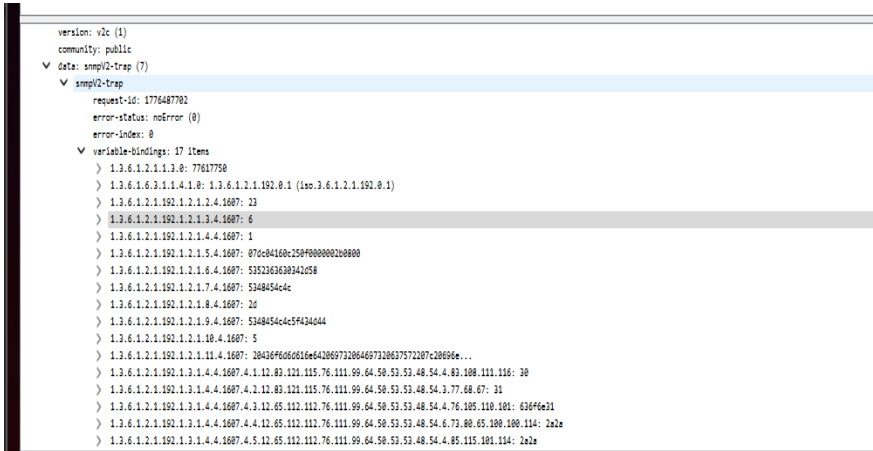 version: v2c (1)
community: public
data: snmpV2-trap (7)
snmpV2-trap
request-id: 1776487702
error-status: noError (0)
error-index: 0
variable-bindings: 17 items
1.3.6.1.2.1.1.3.0: 77617750
1.3.6.1.6.3.1.1.4.1.0: 1.3.6.1.2.1.192.0.1 (iso.3.6.1.2.1.192.0.1)
1.3.6.1.2.1.192.1.2.1.2.4.1607: 23
1.3.6.1.2.1.192.1.2.1.3.4.1607: 6
1.3.6.1.2.1.192.1.2.1.4.4.1607: 1
1.3.6.1.2.1.192.1.2.1.5.4.1607: 07dc04160c250f0000002b0800
1.3.6.1.2.1.192.1.2.1.6.4.1607: 5352363630342d58
1.3.6.1.2.1.192.1.2.1.7.4.1607: 5348454c4c
1.3.6.1.2.1.192.1.2.1.8.4.1607: 2d
1.3.6.1.2.1.192.1.2.1.9.4.1607: 5348454c4c5f434d44
1.3.6.1.2.1.192.1.2.1.10.4.1607: 5
1.3.6.1.2.1.192.1.2.1.11.4.1607: 20436f6d6d616e64206973206469732063757220​7c20696e...
1.3.6.1.2.1.192.1.3.1.4.4.1607.4.1.12.83.121.115.76.111.99.64.50.53.53.48.54.4.83.108.111.116: 30
1.3.6.1.2.1.192.1.3.1.4.4.1607.4.2.12.83.121.115.76.111.99.64.50.53.53.48.54.3.77.68.67: 31
1.3.6.1.2.1.192.1.3.1.4.4.1607.4.3.12.65.112.112.76.111.99.64.50.53.53.48.54.4.76.105.110.101: 636f6e31
1.3.6.1.2.1.192.1.3.1.4.4.1607.4.4.12.65.112.112.76.111.99.64.50.53.53.48.54.6.73.80.65.100.100.114: 2a2a
1.3.6.1.2.1.192.1.3.1.4.4.1607.4.5.12.65.112.112.76.111.99.64.50.53.53.48.54.4.85.115.101.114: 2a2a